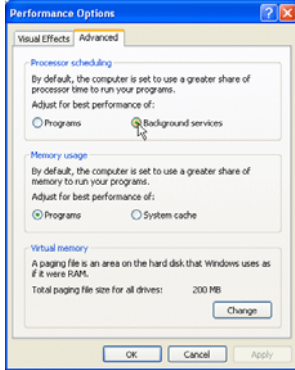 Performance Options
Visual Effects Advanced
Processor scheduling
By default, the computer is set to use a greater share of
processor time to run your programs.
Adjust for best performance of:
Programs Background services
Memory usage
By default, the computer is set to use a greater share of
memory to run your programs.
Adjust for best performance of:
Programs System cache
Virtual memory
A paging file is an area on the hard disk that Windows uses as
if it were RAM.
Total paging file size for all drives: 200 MB
Change
OK Cancel Apply